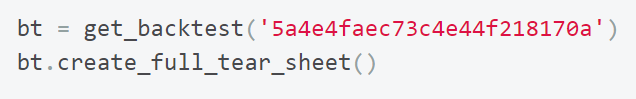 bt = get_backtest('5a4e4faec73c4e44f218170a')
bt.create_full_tear_sheet()